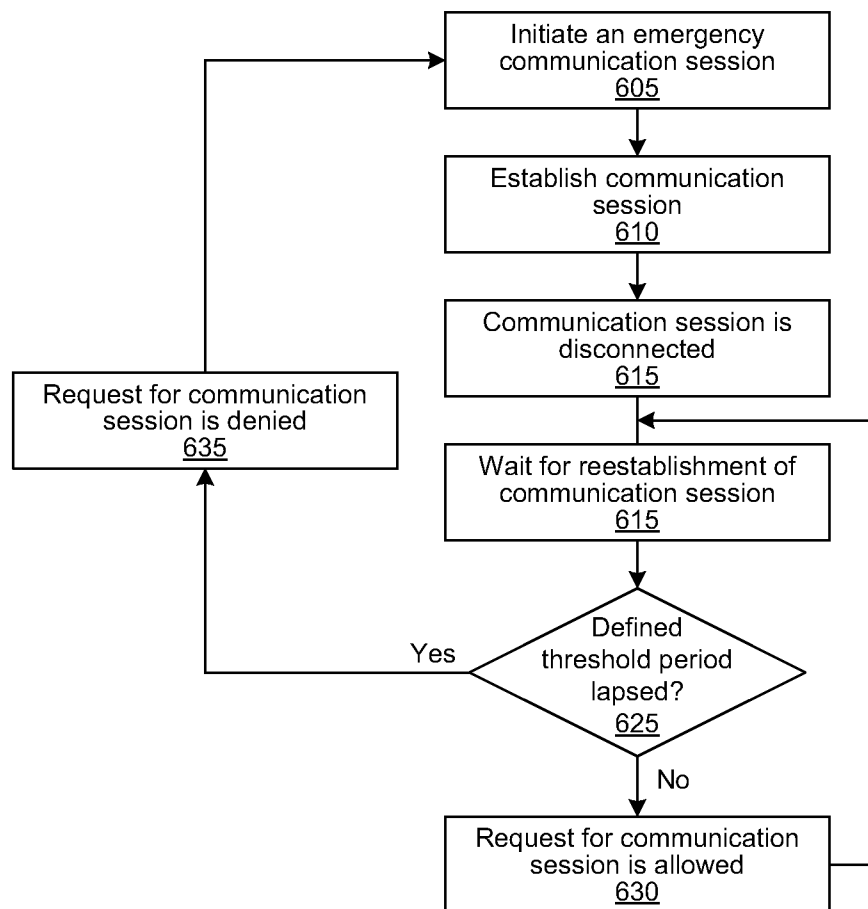 Initiate an emergency
communication session
605
Establish communication
session
610
Communication session is
disconnected
615
Request for communication
session is denied
635
Wait for reestablishment of
communication session
615
Yes
Defined
threshold period
lapsed?
625
No
Request for communication
session is allowed
630